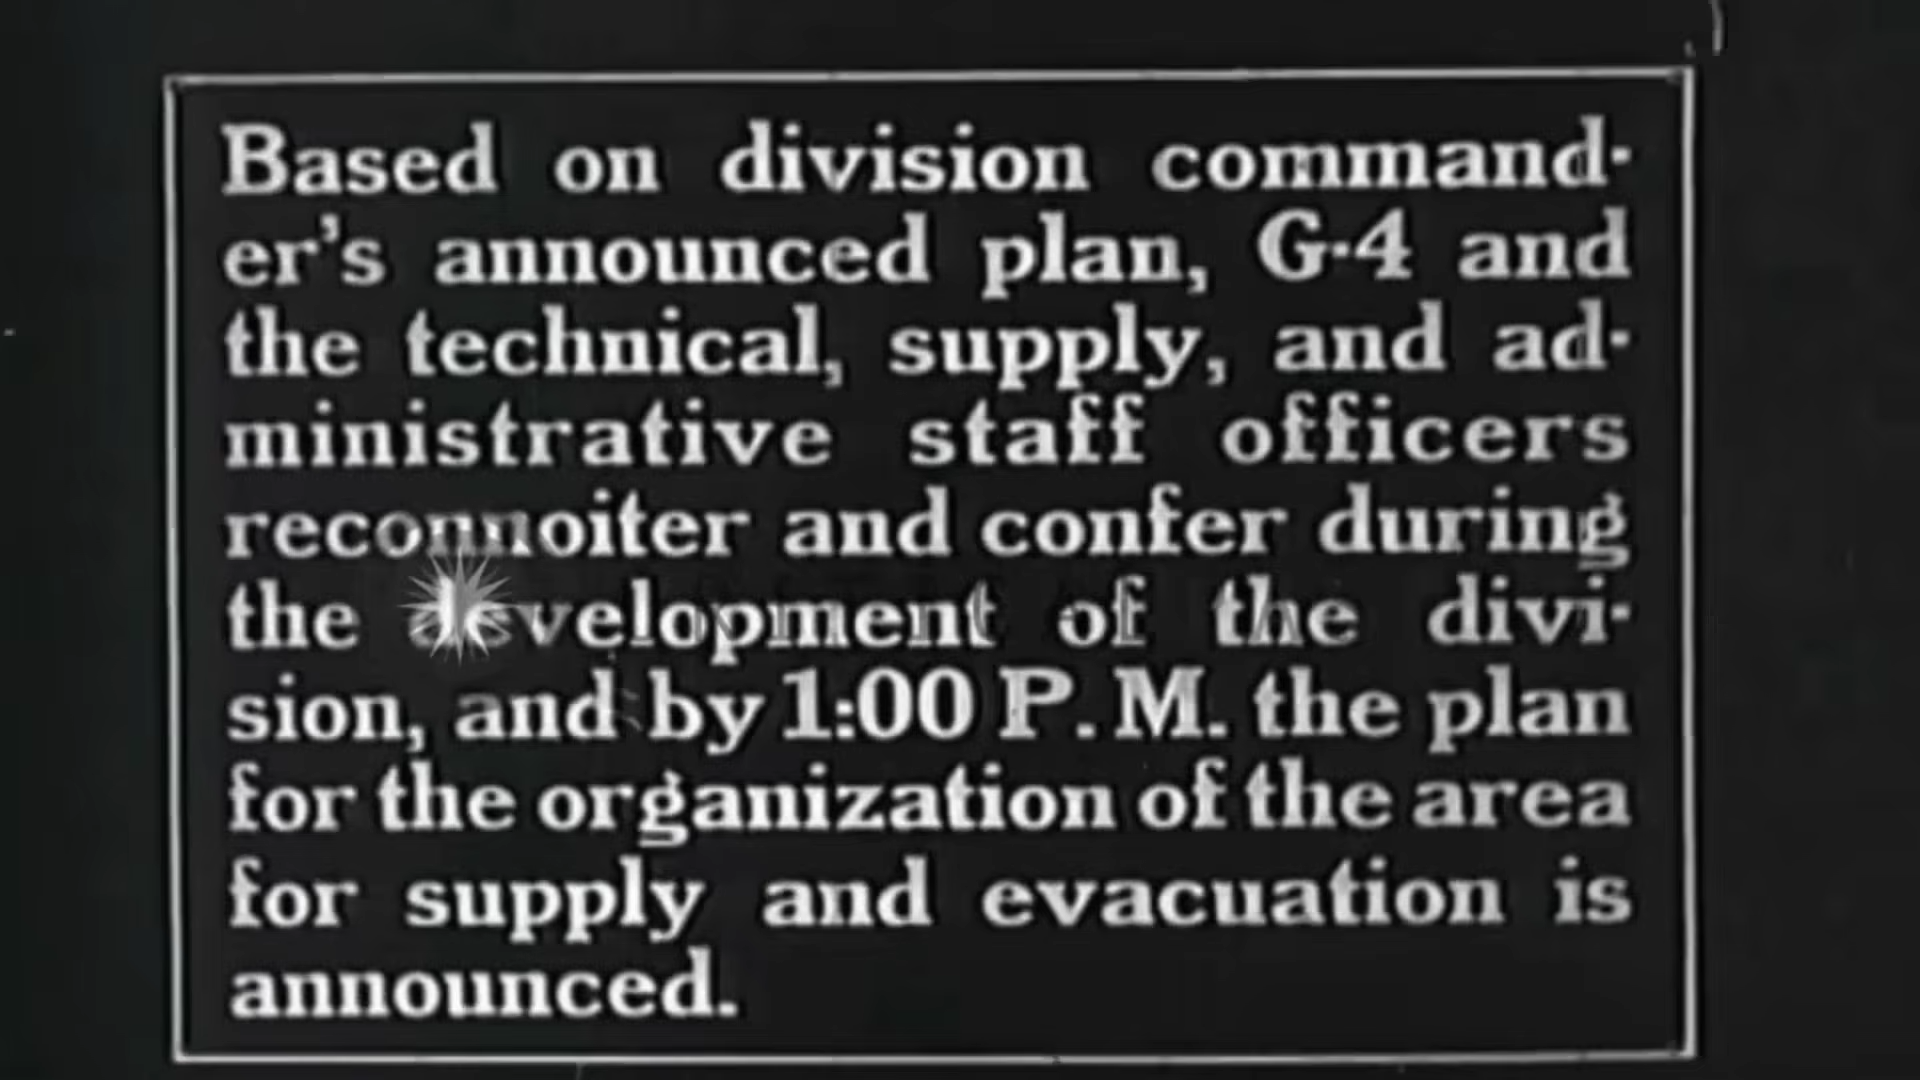 Based on division command-
er's announced plan, G-4 and
the technical, supply, and ad-
ministrative staff officers
reconnoiter and confer during
the development of the divi-
sion, and by 1:00 P.M. the plan
for the organization of the area
for supply and evacuation is
announced.